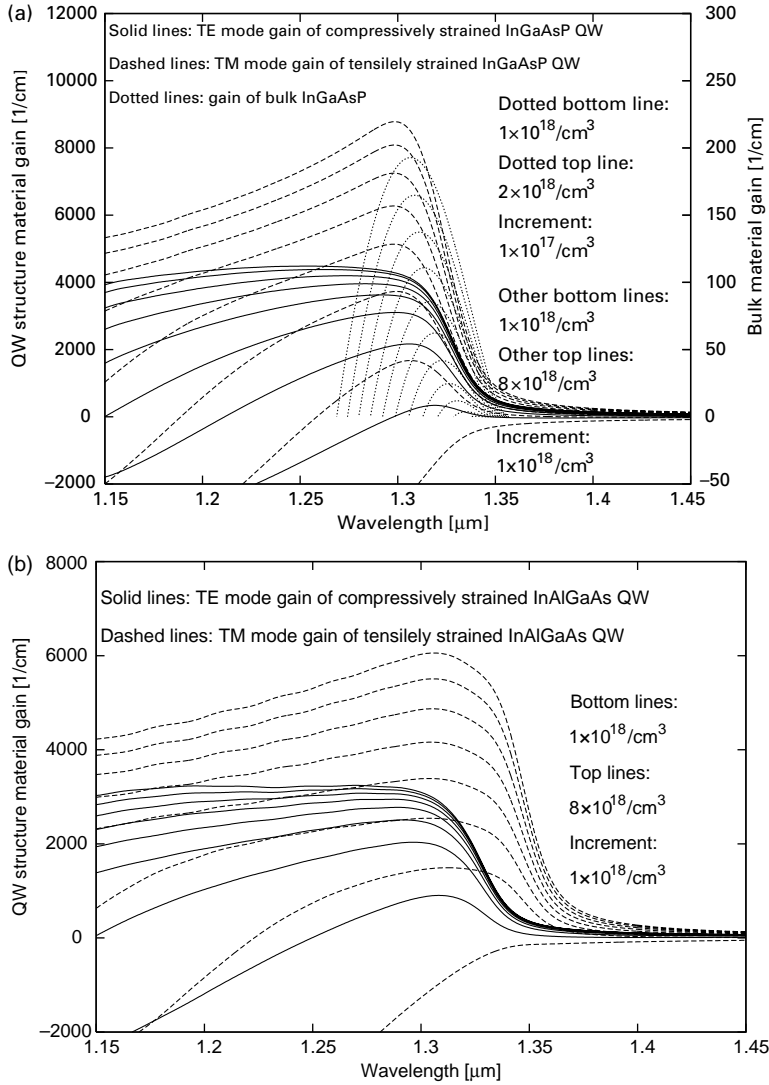 (a)
12000
10000
8000
6000
4000
2000
0
−2000
QW structure material gain [1/cm]
Solid lines: TE mode gain of compressively strained InGaAsP QW
Dashed lines: TM mode gain of tensilely strained InGaAsP QW
Dotted lines: gain of bulk InGaAsP
Dotted bottom line:
1×10^18/cm^3
Dotted top line:
2×10^18/cm^3
Increment:
1×10^17/cm^3
Other bottom lines:
1×10^18/cm^3
Other top lines:
8×10^18/cm^3
Increment:
1×10^18/cm^3
300
250
200
150
100
50
0
−50
Bulk material gain [1/cm]
1.15 1.2 1.25 1.3 1.35 1.4 1.45
Wavelength [μm]
(b)
8000
6000
4000
2000
0
−2000
QW structure material gain [1/cm]
Solid lines: TE mode gain of compressively strained InAlGaAs QW
Dashed lines: TM mode gain of tensilely strained InAlGaAs QW
Bottom lines:
1×10^18/cm^3
Top lines:
8×10^18/cm^3
Increment:
1×10^18/cm^3
1.15 1.2 1.25 1.3 1.35 1.4 1.45
Wavelength [μm]